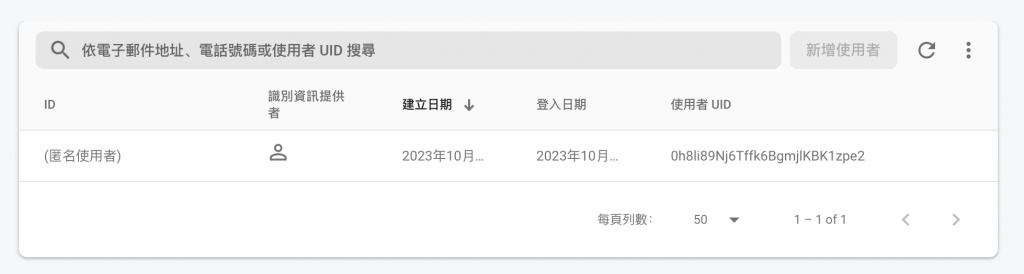 依電子郵件地址、電話號碼或使用者 UID 搜尋
新增使用者
ID
識別資訊提供
者
建立日期
登入日期
使用者 UID
(匿名使用者)
2023年10月...
2023年10月...
0h8li89Nj6Tffk6BgmjlKBK1zpe2
每頁列數：
50
1 – 1 of 1